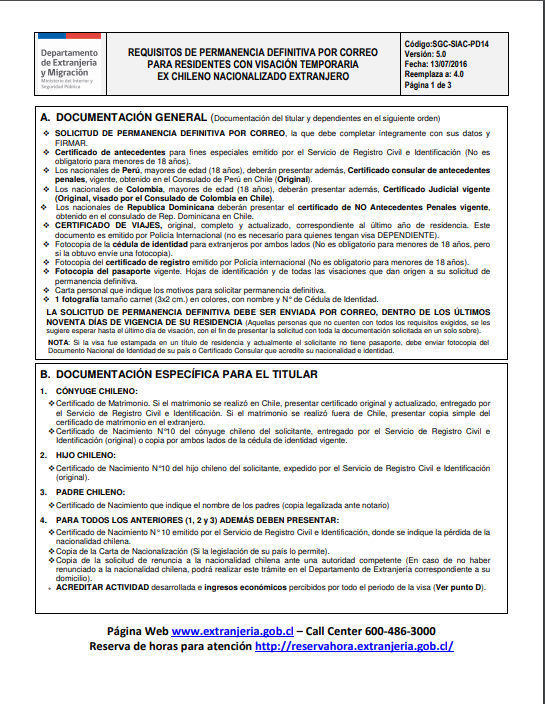 Departamento
de Extranjería
y Migración
Ministerio del Interior y
Seguridad Pública
REQUISITOS DE PERMANENCIA DEFINITIVA POR CORREO
PARA RESIDENTES CON VISACIÓN TEMPORARIA
EX CHILENO NACIONALIZADO EXTRANJERO
Código:SGC-SIAC-PD14
Versión: 5.0
Fecha: 13/07/2016
Reemplaza a: 4.0
Página 1 de 3
A. DOCUMENTACIÓN GENERAL (Documentación del titular y dependientes en el siguiente orden)
❖ SOLICITUD DE PERMANENCIA DEFINITIVA POR CORREO, la que debe completar íntegramente con sus datos y
FIRMAR.
❖ Certificado de antecedentes para fines especiales emitido por el Servicio de Registro Civil e Identificación (No es
obligatorio para menores de 18 años).
❖ Los nacionales de Perú, mayores de edad (18 años), deberán presentar además, Certificado consular de antecedentes
penales, vigente, obtenido en el Consulado de Perú en Chile (Original).
❖ Los nacionales de Colombia, mayores de edad (18 años), deberán presentar además, Certificado Judicial vigente
(Original, visado por el Consulado de Colombia en Chile).
❖ Los nacionales de Republica Dominicana deberán presentar el certificado de NO Antecedentes Penales vigente,
obtenido en el consulado de Rep. Dominicana en Chile.
❖ CERTIFICADO DE VIAJES, original, completo y actualizado, correspondiente al último año de residencia. Este
documento es emitido por Policía Internacional (no es necesario para quienes tengan visa DEPENDIENTE).
❖ Fotocopia de la cédula de identidad para extranjeros por ambos lados (No es obligatorio para menores de 18 años, pero
si la obtuvo envíe una fotocopia).
❖ Fotocopia del certificado de registro emitido por Policía internacional (No es obligatorio para menores de 18 años).
❖ Fotocopia del pasaporte vigente. Hojas de identificación y de todas las visaciones que dan origen a su solicitud de
permanencia definitiva.
❖ Carta personal que indique los motivos para solicitar permanencia definitiva.
❖ 1 fotografía tamaño carnet (3x2 cm.) en colores, con nombre y N° de Cédula de Identidad.
LA SOLICITUD DE PERMANENCIA DEFINITIVA DEBE SER ENVIADA POR CORREO, DENTRO DE LOS ÚLTIMOS
NOVENTA DÍAS DE VIGENCIA DE SU RESIDENCIA (Aquellas personas que no cuenten con todos los requisitos exigidos, se les
sugiere esperar hasta el último día de visación, con el fin de presentar la solicitud con toda la documentación solicitada en un solo sobre).
NOTA: Si la visa fue estampada en un título de residencia y actualmente el solicitante no tiene pasaporte, debe enviar fotocopia del
Documento Nacional de Identidad de su país o Certificado Consular que acredite su nacionalidad e identidad.
B. DOCUMENTACIÓN ESPECÍFICA PARA EL TITULAR
1. CÓNYUGE CHILENO:
❖ Certificado de Matrimonio. Si el matrimonio se realizó en Chile, presentar certificado original y actualizado, entregado por
el Servicio de Registro Civil e Identificación. Si el matrimonio se realizó fuera de Chile, presentar copia simple del
certificado de matrimonio en el extranjero.
❖ Certificado de Nacimiento N°10 del cónyuge chileno del solicitante, entregado por el Servicio de Registro Civil e
Identificación (original) o copia por ambos lados de la cédula de identidad vigente.
2. HIJO CHILENO:
❖ Certificado de Nacimiento N°10 del hijo chileno del solicitante, expedido por el Servicio de Registro Civil e Identificación
(original).
3. PADRE CHILENO:
❖ Certificado de Nacimiento que indique el nombre de los padres (copia legalizada ante notario)
4. PARA TODOS LOS ANTERIORES (1, 2 y 3) ADEMÁS DEBEN PRESENTAR:
❖ Certificado de Nacimiento N°10 emitido por el Servicio de Registro Civil e Identificación, donde se indique la pérdida de la
nacionalidad chilena.
❖ Copia de la Carta de Nacionalización (Si la legislación de su país lo permite).
❖ Copia de la solicitud de renuncia a la nacionalidad chilena ante una autoridad competente (En caso de no haber
renunciado a la nacionalidad chilena, podrá realizar este trámite en el Departamento de Extranjería correspondiente a su
domicilio).
⬥ ACREDITAR ACTIVIDAD desarrollada e ingresos económicos percibidos por todo el periodo de la visa (Ver punto D).
Página Web www.extranjeria.gob.cl – Call Center 600-486-3000
Reserva de horas para atención http://reservahora.extranjeria.gob.cl/